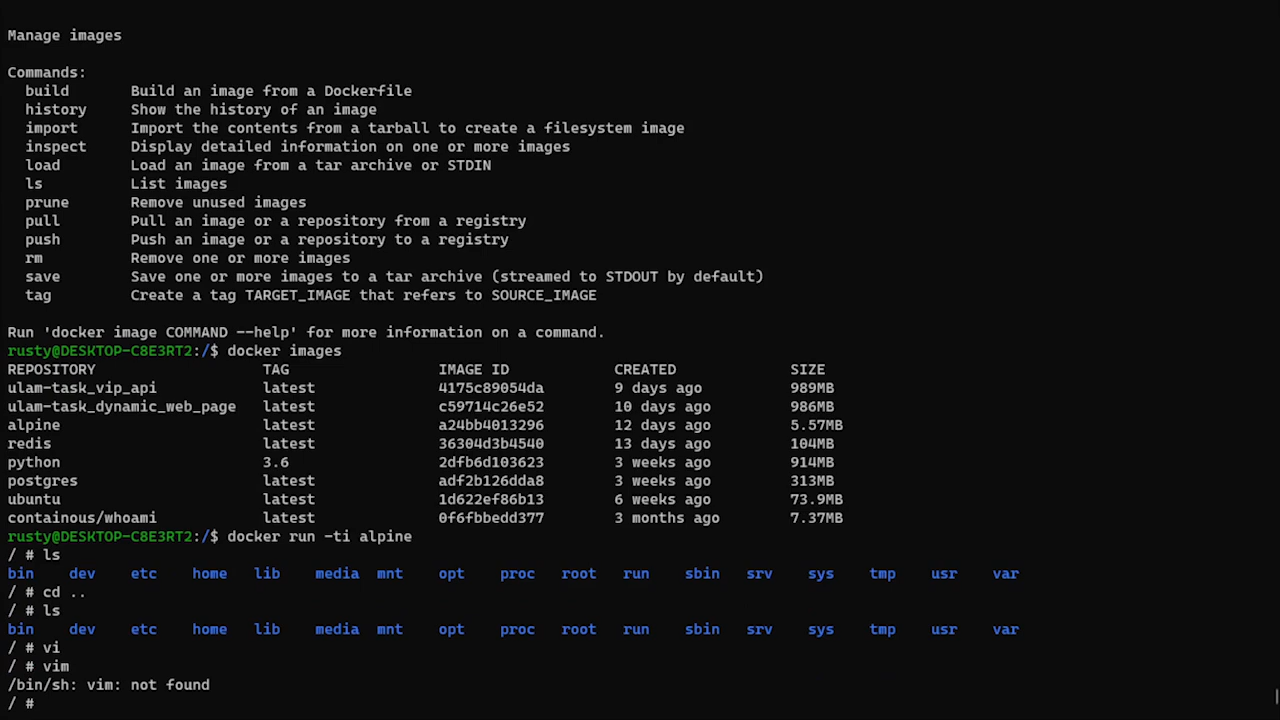 Manage images
Commands:
build Build an image from a Dockerfile
history Show the history of an image
import Import the contents from a tarball to create a filesystem image
inspect Display detailed information on one or more images
load Load an image from a tar archive or STDIN
ls List images
prune Remove unused images
pull Pull an image or a repository from a registry
push Push an image or a repository to a registry
rm Remove one or more images
save Save one or more images to a tar archive (streamed to STDOUT by default)
tag Create a tag TARGET_IMAGE that refers to SOURCE_IMAGE
Run 'docker image COMMAND --help' for more information on a command.
rusty@DESKTOP-C8E3RT2:/$ docker images
REPOSITORY TAG IMAGE ID CREATED SIZE
ulam-task_vip_api latest 4175c89054da 9 days ago 989MB
ulam-task_dynamic_web_page latest c59714c26e52 10 days ago 986MB
alpine latest a24bb4013296 12 days ago 5.57MB
redis latest 36304d3b4540 13 days ago 104MB
python 3.6 2dfb6d103623 3 weeks ago 914MB
postgres latest adf2b126dda8 3 weeks ago 313MB
ubuntu latest 1d622ef86b13 6 weeks ago 73.9MB
containous/whoami latest 0f6fbbedd377 3 months ago 7.37MB
rusty@DESKTOP-C8E3RT2:/$ docker run -ti alpine
/ # ls
bin dev etc home lib media mnt opt proc root run sbin srv sys tmp usr var
/ # cd ..
/ # ls
bin dev etc home lib media mnt opt proc root run sbin srv sys tmp usr var
/ # vi
/ # vim
/bin/sh: vim: not found
/ #